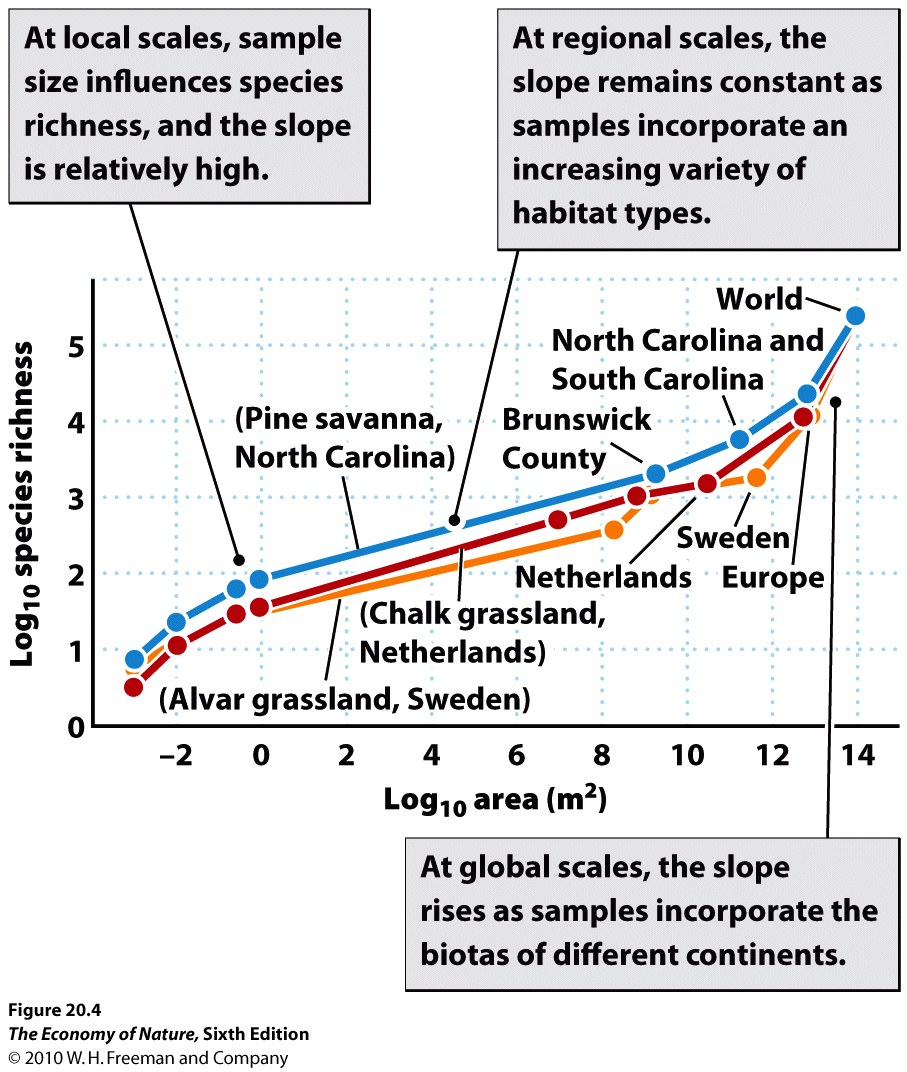 At local scales, sample
size influences species
richness, and the slope
is relatively high.
At regional scales, the
slope remains constant as
samples incorporate an
increasing variety of
habitat types.
World
North Carolina and
South Carolina
Brunswick
County
(Pine savanna,
North Carolina)
Sweden
Netherlands
Europe
(Chalk grassland,
Netherlands)
(Alvar grassland, Sweden)
Log₁₀ species richness
5
4
3
2
1
0
−2 0 2 4 6 8 10 12 14
Log₁₀ area (m²)
At global scales, the slope
rises as samples incorporate the
biotas of different continents.
Figure 20.4
The Economy of Nature, Sixth Edition
© 2010 W. H. Freeman and Company